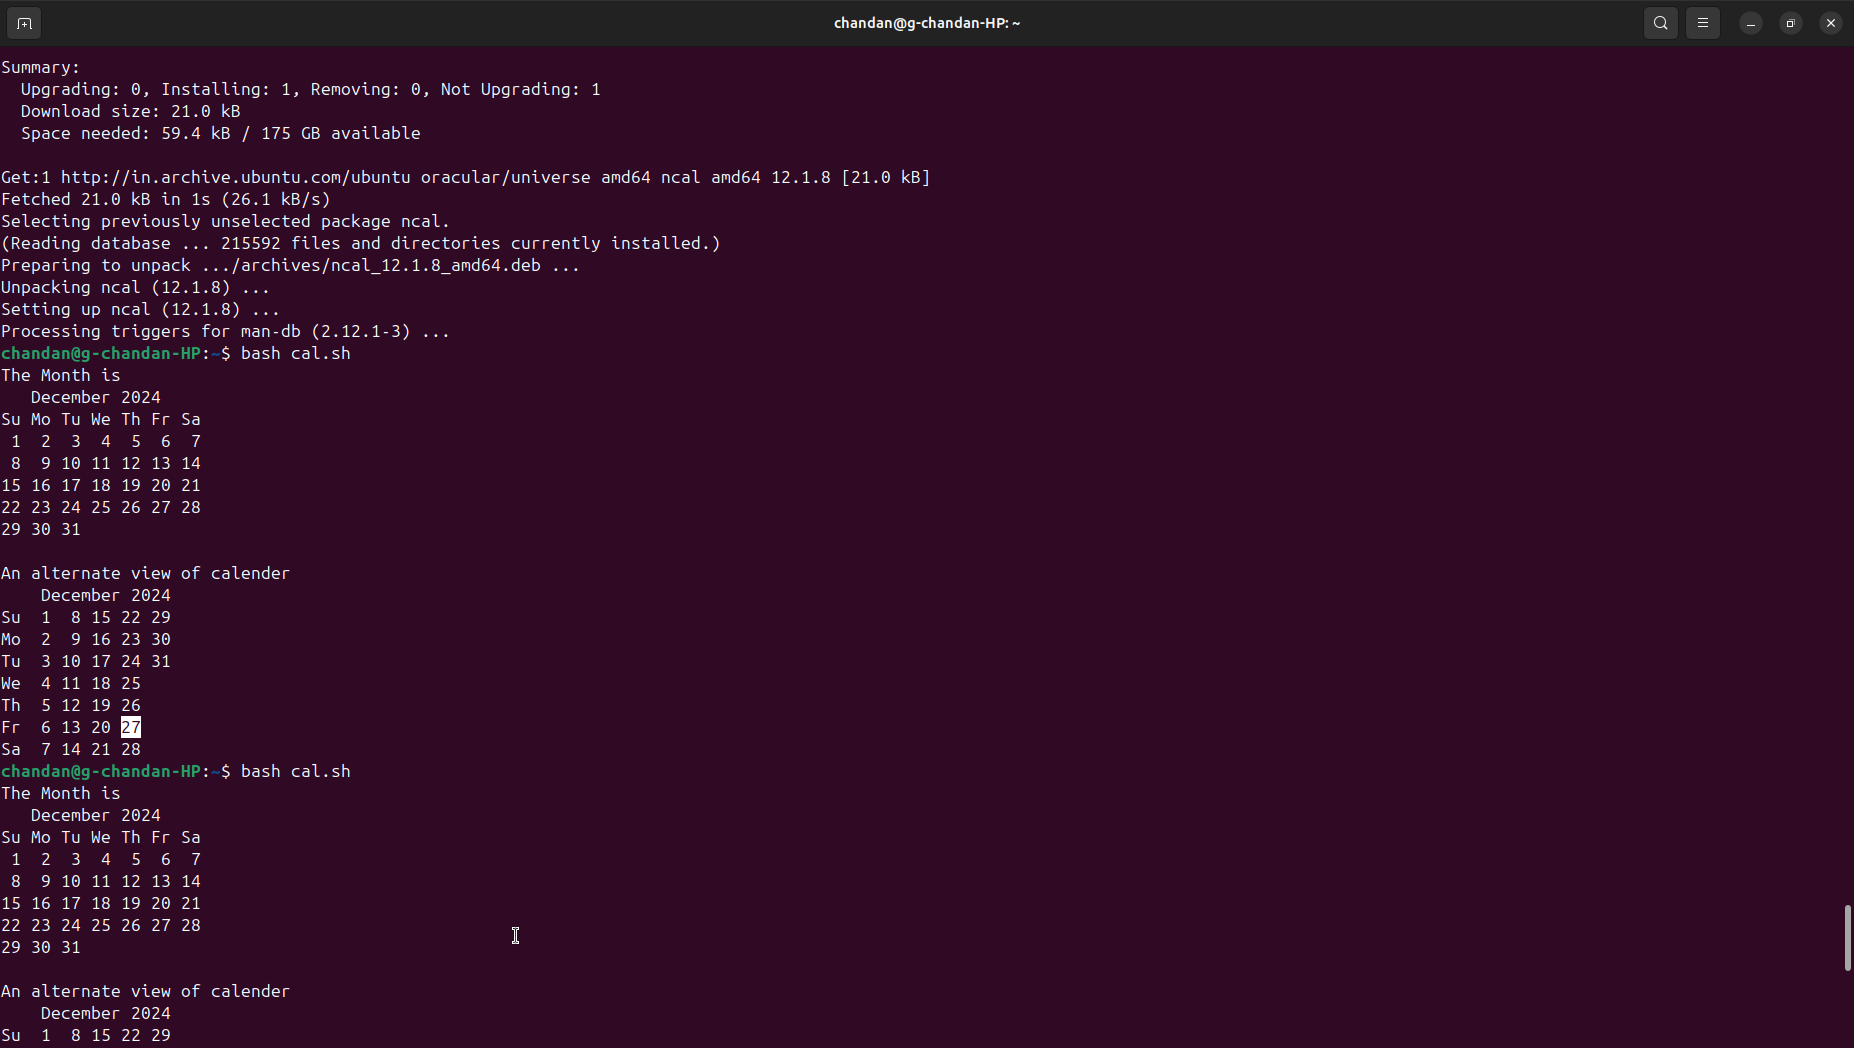 chandan@g-chandan-HP: ~
Summary:
  Upgrading: 0, Installing: 1, Removing: 0, Not Upgrading: 1
  Download size: 21.0 kB
  Space needed: 59.4 kB / 175 GB available

Get:1 http://in.archive.ubuntu.com/ubuntu oracular/universe amd64 ncal amd64 12.1.8 [21.0 kB]
Fetched 21.0 kB in 1s (26.1 kB/s)
Selecting previously unselected package ncal.
(Reading database ... 215592 files and directories currently installed.)
Preparing to unpack .../archives/ncal_12.1.8_amd64.deb ...
Unpacking ncal (12.1.8) ...
Setting up ncal (12.1.8) ...
Processing triggers for man-db (2.12.1-3) ...
chandan@g-chandan-HP:~$ bash cal.sh
The Month is
   December 2024
Su Mo Tu We Th Fr Sa
 1  2  3  4  5  6  7
 8  9 10 11 12 13 14
15 16 17 18 19 20 21
22 23 24 25 26 27 28
29 30 31

An alternate view of calender
    December 2024
Su  1  8 15 22 29
Mo  2  9 16 23 30
Tu  3 10 17 24 31
We  4 11 18 25
Th  5 12 19 26
Fr  6 13 20 27
Sa  7 14 21 28
chandan@g-chandan-HP:~$ bash cal.sh
The Month is
   December 2024
Su Mo Tu We Th Fr Sa
 1  2  3  4  5  6  7
 8  9 10 11 12 13 14
15 16 17 18 19 20 21
22 23 24 25 26 27 28
29 30 31

An alternate view of calender
    December 2024
Su  1  8 15 22 29